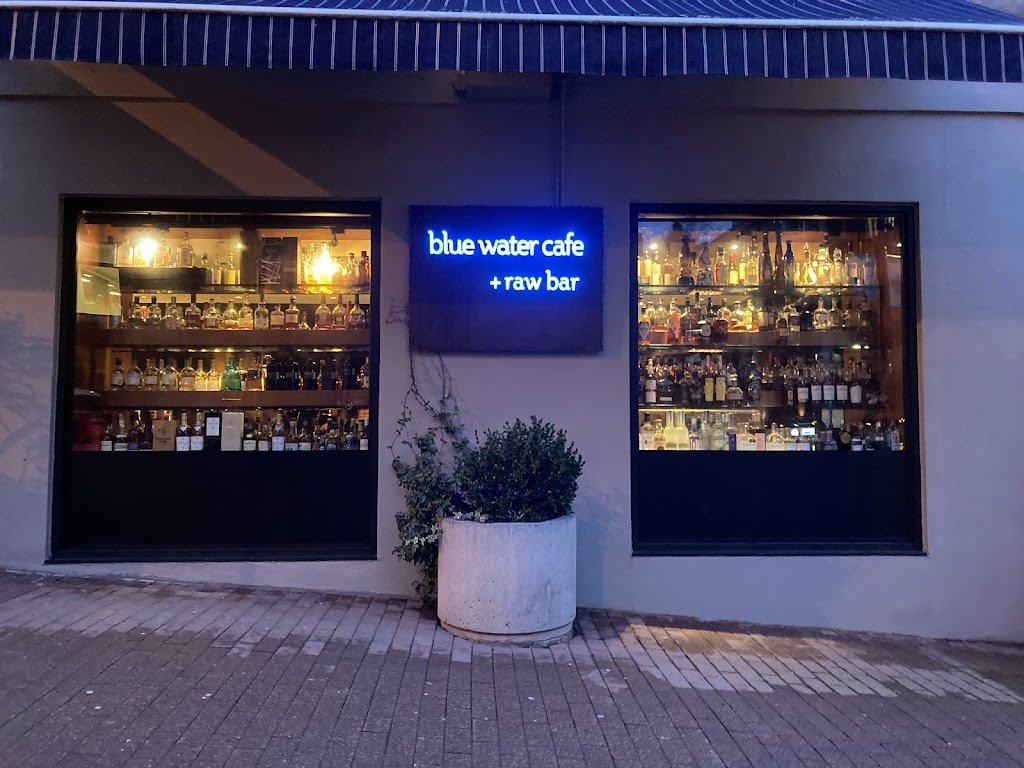 blue water cafe
+ raw bar